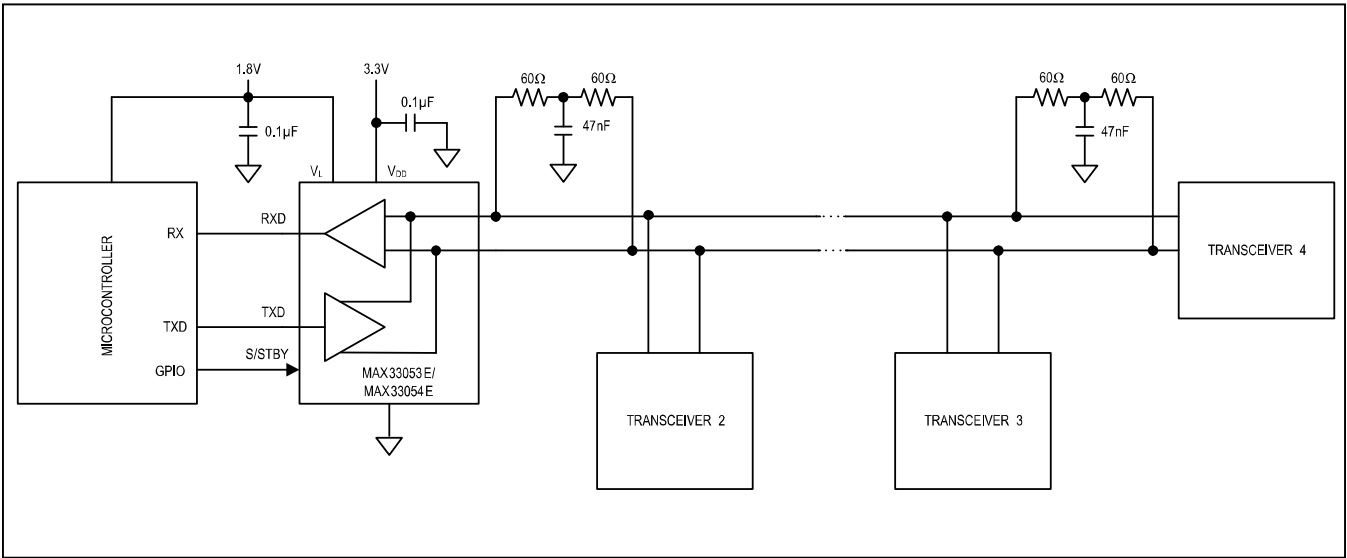 1.8V
3.3V
60Ω
60Ω
60Ω
60Ω
0.1µF
0.1µF
47nF
47nF
VL
VDD
RXD
RX
MICROCONTROLLER
TXD
TXD
S/STBY
GPIO
MAX33053E/
MAX33054E
TRANSCEIVER 2
TRANSCEIVER 3
TRANSCEIVER 4